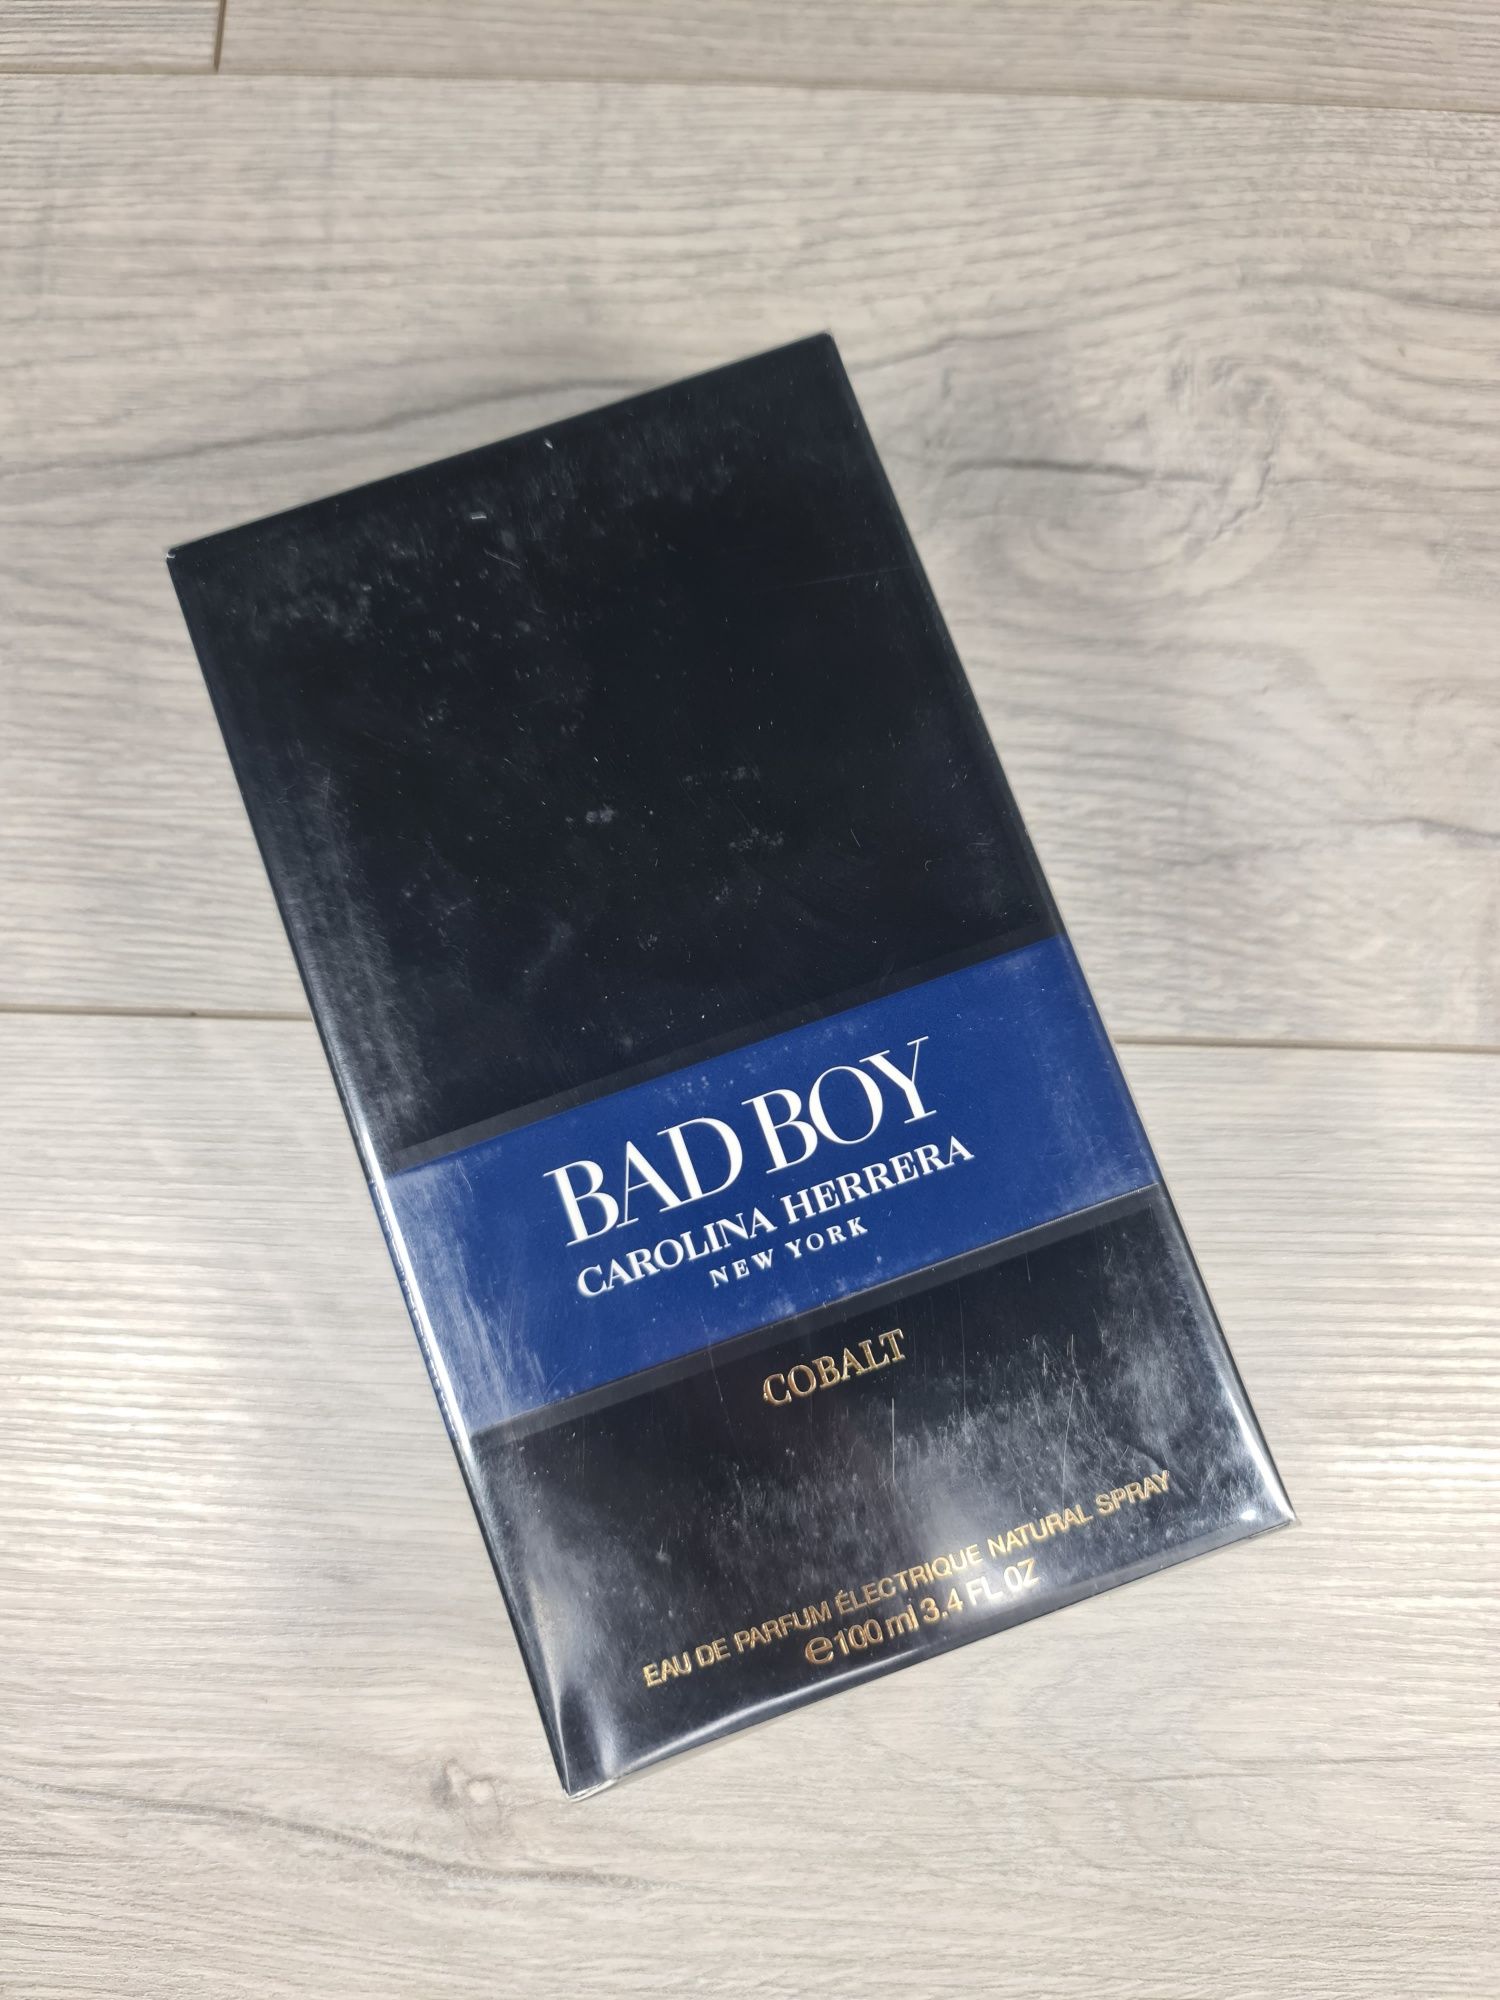 BAD BOY
CAROLINA HERRERA
NEW YORK
COBALT
EAU DE PARFUM ÉLECTRIQUE NATURAL SPRAY
℮100 ml 3.4 FL OZ